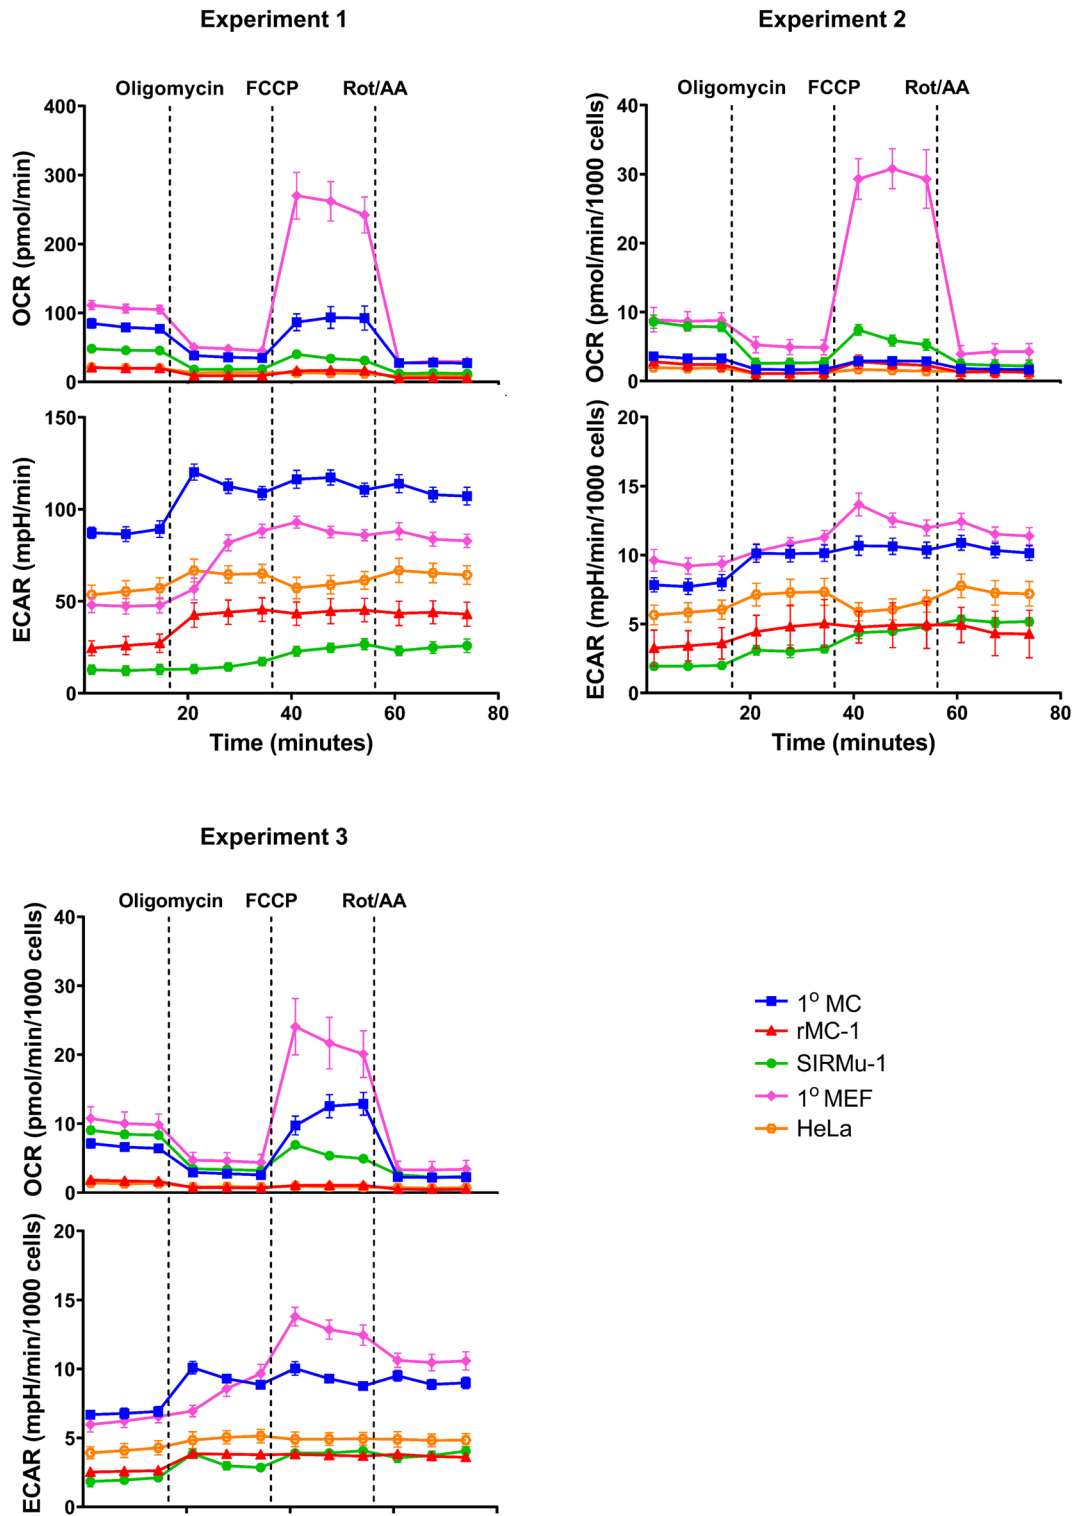 Experiment 1
Oligomycin FCCP Rot/AA
OCR (pmol/min)
400
300
200
100
0
ECAR (mpH/min)
150
100
50
0
20 40 60 80
Time (minutes)
Experiment 2
Oligomycin FCCP Rot/AA
OCR (pmol/min/1000 cells)
40
30
20
10
0
ECAR (mpH/min/1000 cells)
20
15
10
5
0
20 40 60 80
Time (minutes)
Experiment 3
Oligomycin FCCP Rot/AA
OCR (pmol/min/1000 cells)
40
30
20
10
0
ECAR (mpH/min/1000 cells)
20
15
10
5
0
1º MC
rMC-1
SIRMu-1
1º MEF
HeLa